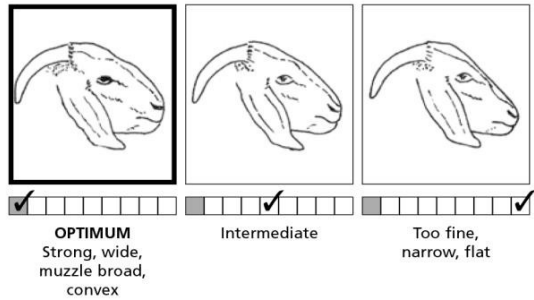 OPTIMUM
Strong, wide,
muzzle broad,
convex
Intermediate
Too fine,
narrow, flat